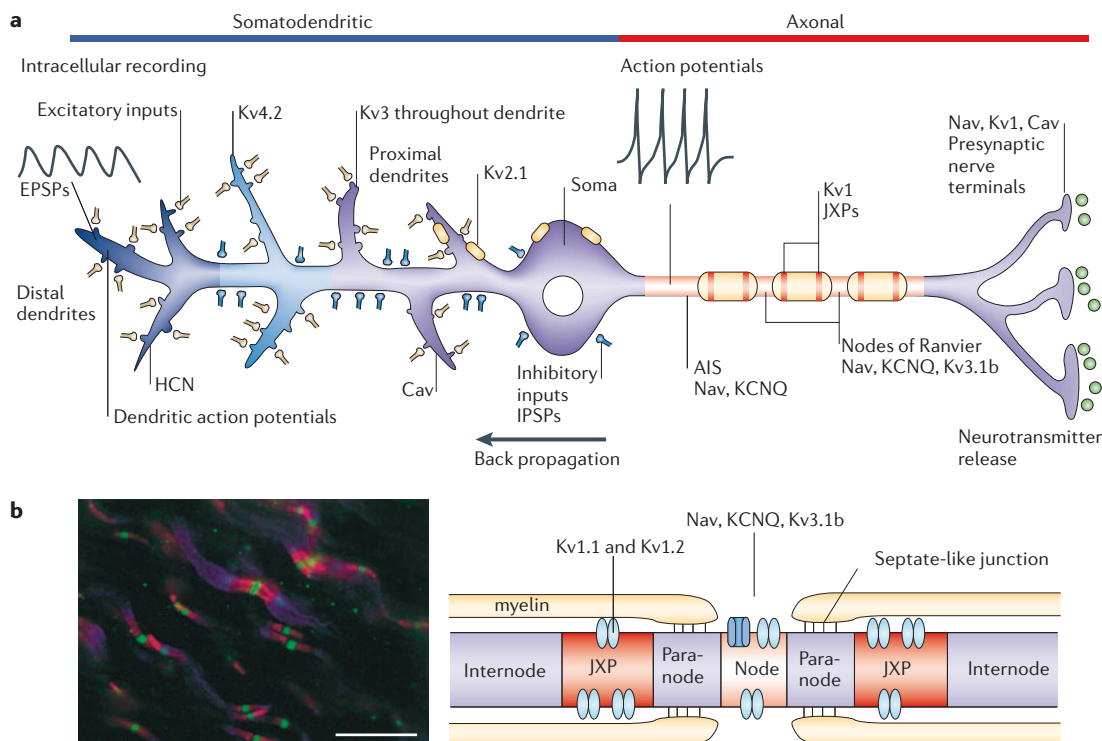 a
Somatodendritic
Axonal
Intracellular recording
Action potentials
Excitatory inputs
Kv4.2
Kv3 throughout dendrite
Nav, Kv1, Cav
Presynaptic
nerve
terminals
Proximal
dendrites
Kv2.1
Soma
Kv1
JXPs
EPSPs
Distal
dendrites
HCN
Dendritic action potentials
Cav
Inhibitory
inputs
IPSPs
AIS
Nav, KCNQ
Nodes of Ranvier
Nav, KCNQ, Kv3.1b
Back propagation
Neurotransmitter
release
b
Nav, KCNQ, Kv3.1b
Kv1.1 and Kv1.2
Septate-like junction
myelin
Internode
JXP
Para-
node
Node
Para-
node
JXP
Internode